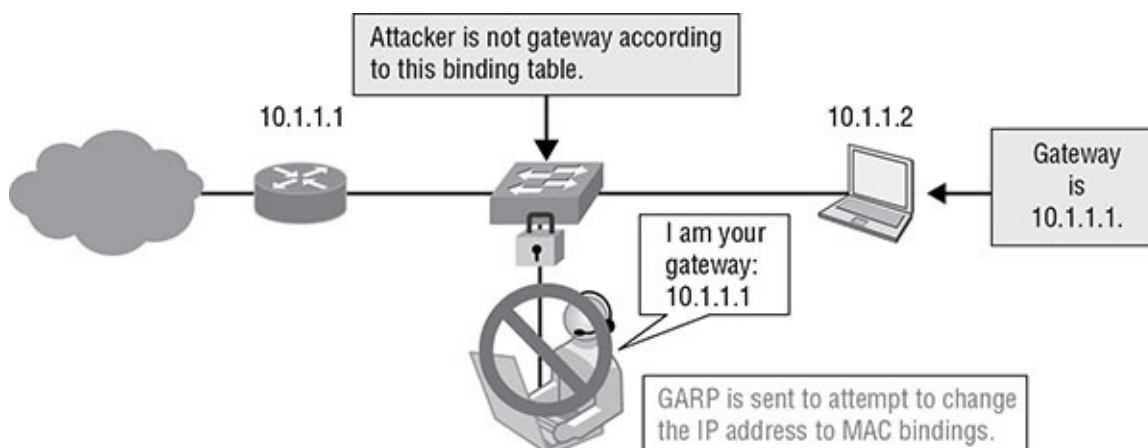 Attacker is not gateway according
to this binding table.
10.1.1.1
10.1.1.2
Gateway
is
10.1.1.1.
I am your
gateway:
10.1.1.1
GARP is sent to attempt to change
the IP address to MAC bindings.